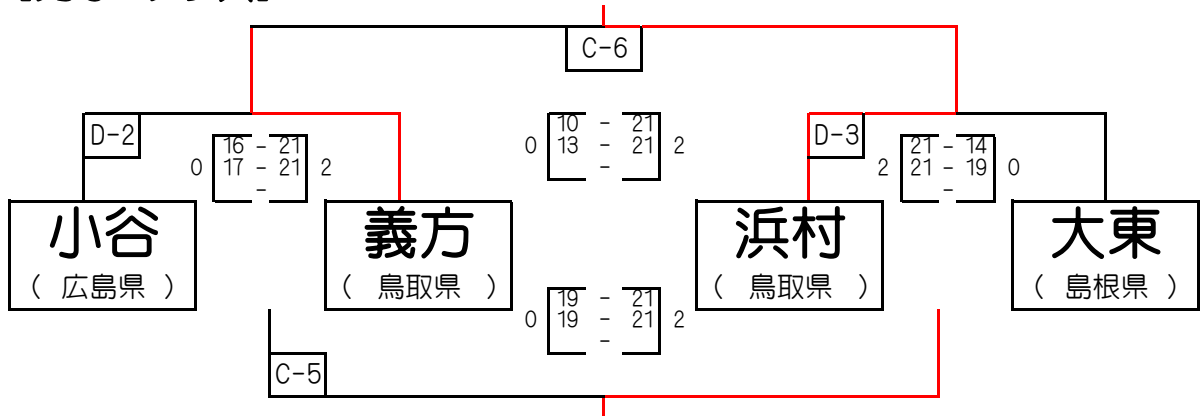 C-6
D-2
16 - 21
0 17 - 21 2
-
10 - 21
0 13 - 21 2
-
D-3
21 - 14
2 21 - 19 0
-
小谷
( 広島県 )
義方
( 鳥取県 )
浜村
( 鳥取県 )
大東
( 島根県 )
19 - 21
0 19 - 21 2
-
C-5